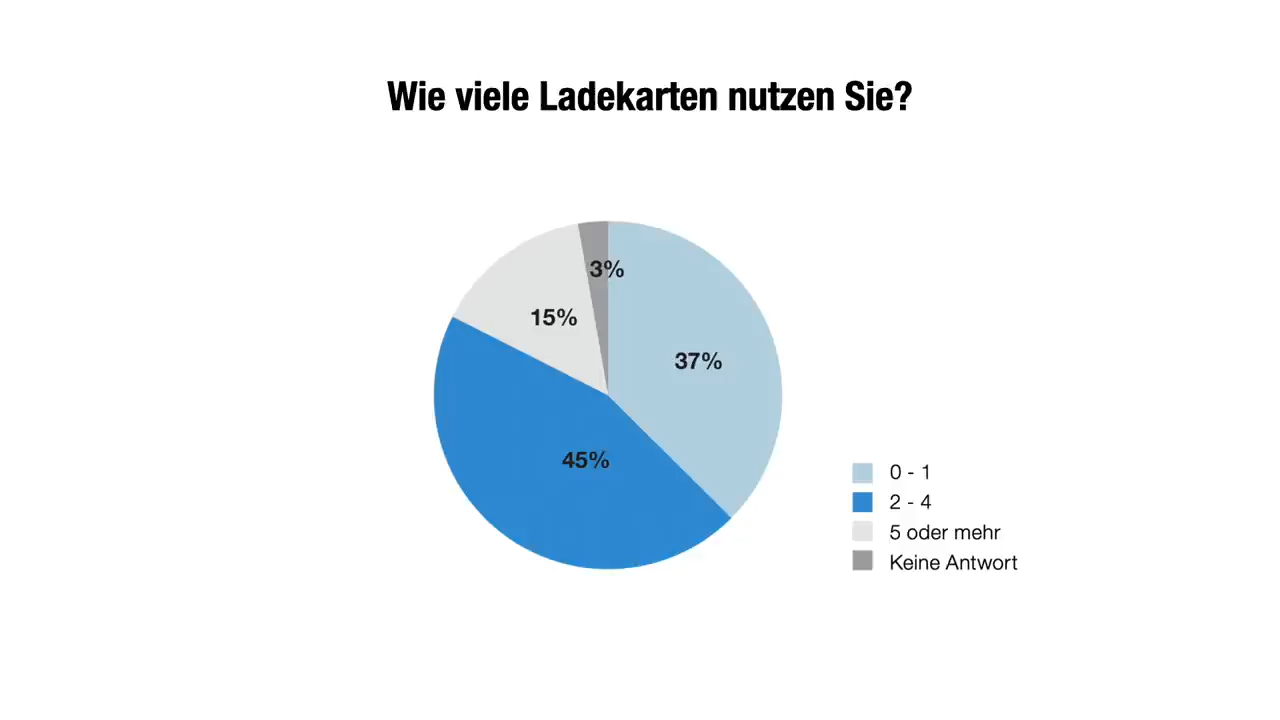 Wie viele Ladekarten nutzen Sie?
3%
15%
37%
45%
0 - 1
2 - 4
5 oder mehr
Keine Antwort